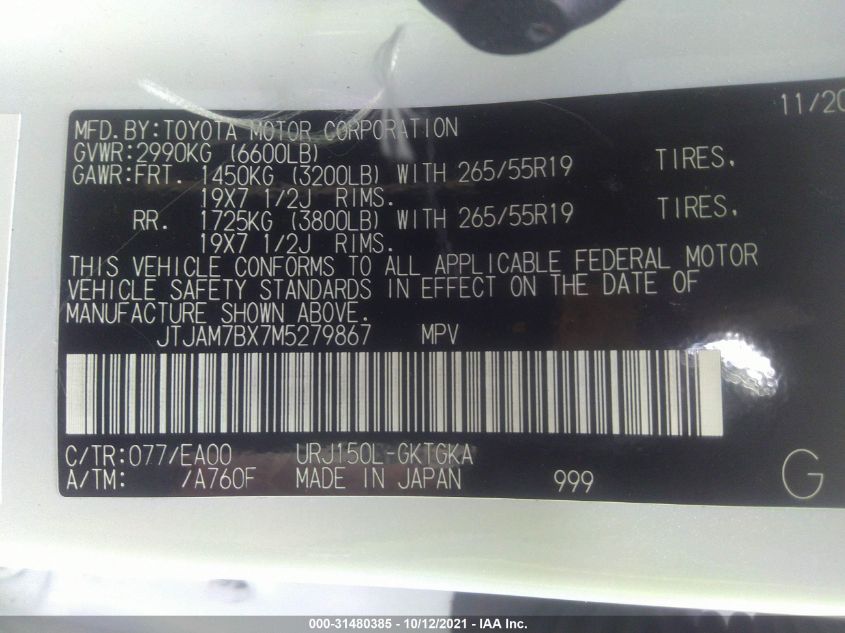 11/20
MFD.BY:TOYOTA MOTOR CORPORATION
GVWR:2990KG (6600LB)
GAWR:FRT. 1450KG (3200LB) WITH 265/55R19 TIRES,
19X7 1/2J RIMS.
RR. 1725KG (3800LB) WITH 265/55R19 TIRES,
19X7 1/2J RIMS.
THIS VEHICLE CONFORMS TO ALL APPLICABLE FEDERAL MOTOR
VEHICLE SAFETY STANDARDS IN EFFECT ON THE DATE OF
MANUFACTURE SHOWN ABOVE.
JTJAM7BX7M5279867 MPV
C/TR:077/EA00 URJ150L-GKTGKA
A/TM: /A760F MADE IN JAPAN 999 G
000-31480385 - 10/12/2021 - IAA Inc.